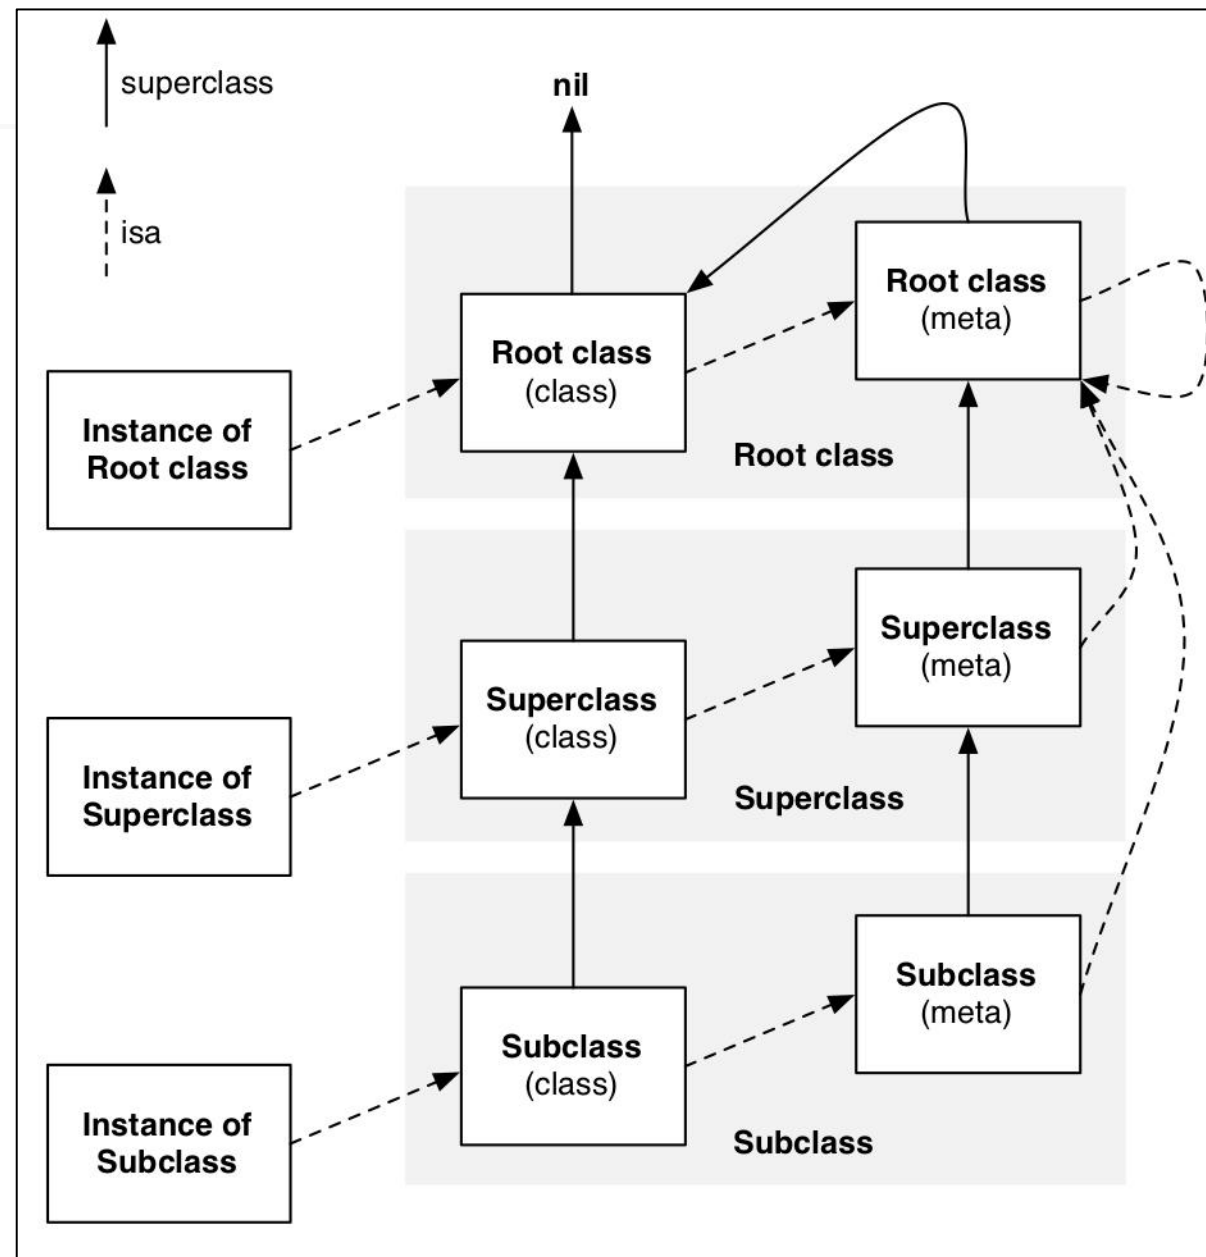 superclass
isa
nil
Root class
(meta)
Root class
(class)
Instance of
Root class
Root class
Superclass
(meta)
Superclass
(class)
Instance of
Superclass
Superclass
Subclass
(meta)
Subclass
(class)
Instance of
Subclass
Subclass